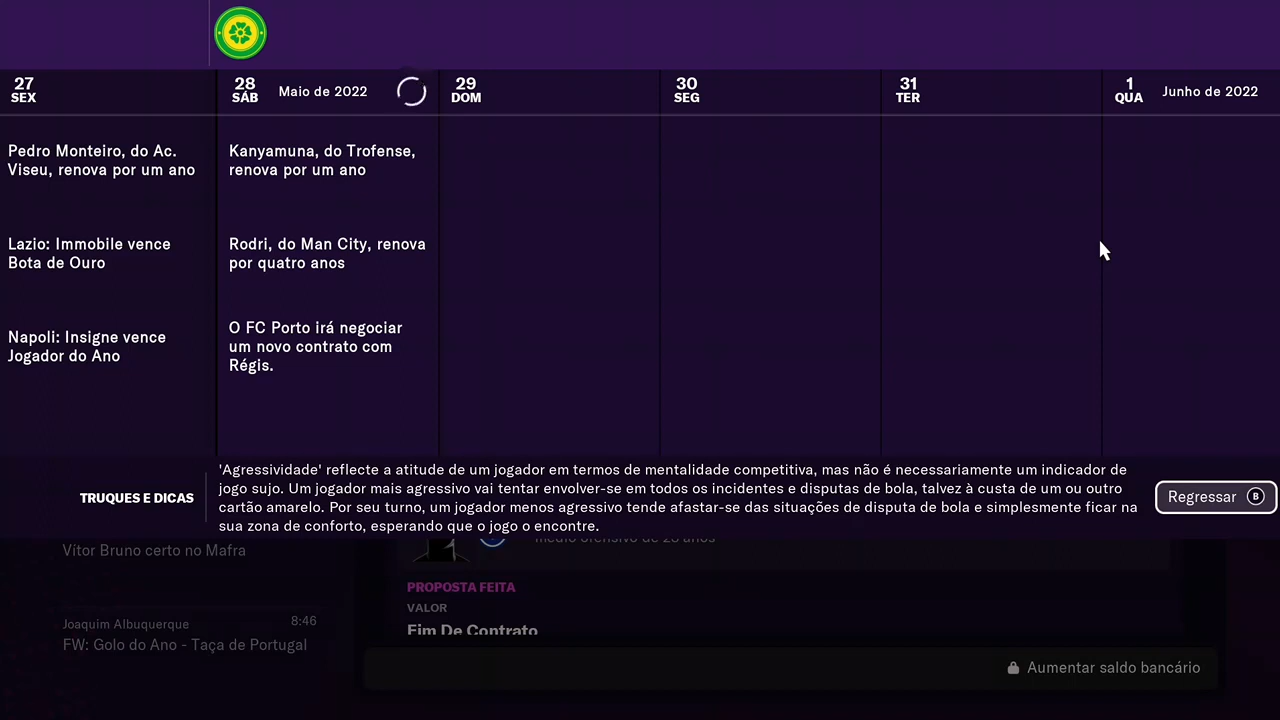 27
SEX
28
SÁB
Maio de 2022
29
DOM
30
SEG
31
TER
1
QUA
Junho de 2022
Pedro Monteiro, do Ac.
Viseu, renova por um ano
Kanyamuna, do Trofense,
renova por um ano
Lazio: Immobile vence
Bota de Ouro
Rodri, do Man City, renova
por quatro anos
Napoli: Insigne vence
Jogador do Ano
O FC Porto irá negociar
um novo contrato com
Régis.
TRUQUES E DICAS
'Agressividade' reflecte a atitude de um jogador em termos de mentalidade competitiva, mas não é necessariamente um indicador de
jogo sujo. Um jogador mais agressivo vai tentar envolver-se em todos os incidentes e disputas de bola, talvez à custa de um ou outro
cartão amarelo. Por seu turno, um jogador menos agressivo tende afastar-se das situações de disputa de bola e simplesmente ficar na
sua zona de conforto, esperando que o jogo o encontre.
Regressar B
Vítor Bruno certo no Mafra
médio ofensivo de 23 anos
PROPOSTA FEITA
VALOR
Fim De Contrato
Joaquim Albuquerque
8:46
FW: Golo do Ano - Taça de Portugal
Aumentar saldo bancário